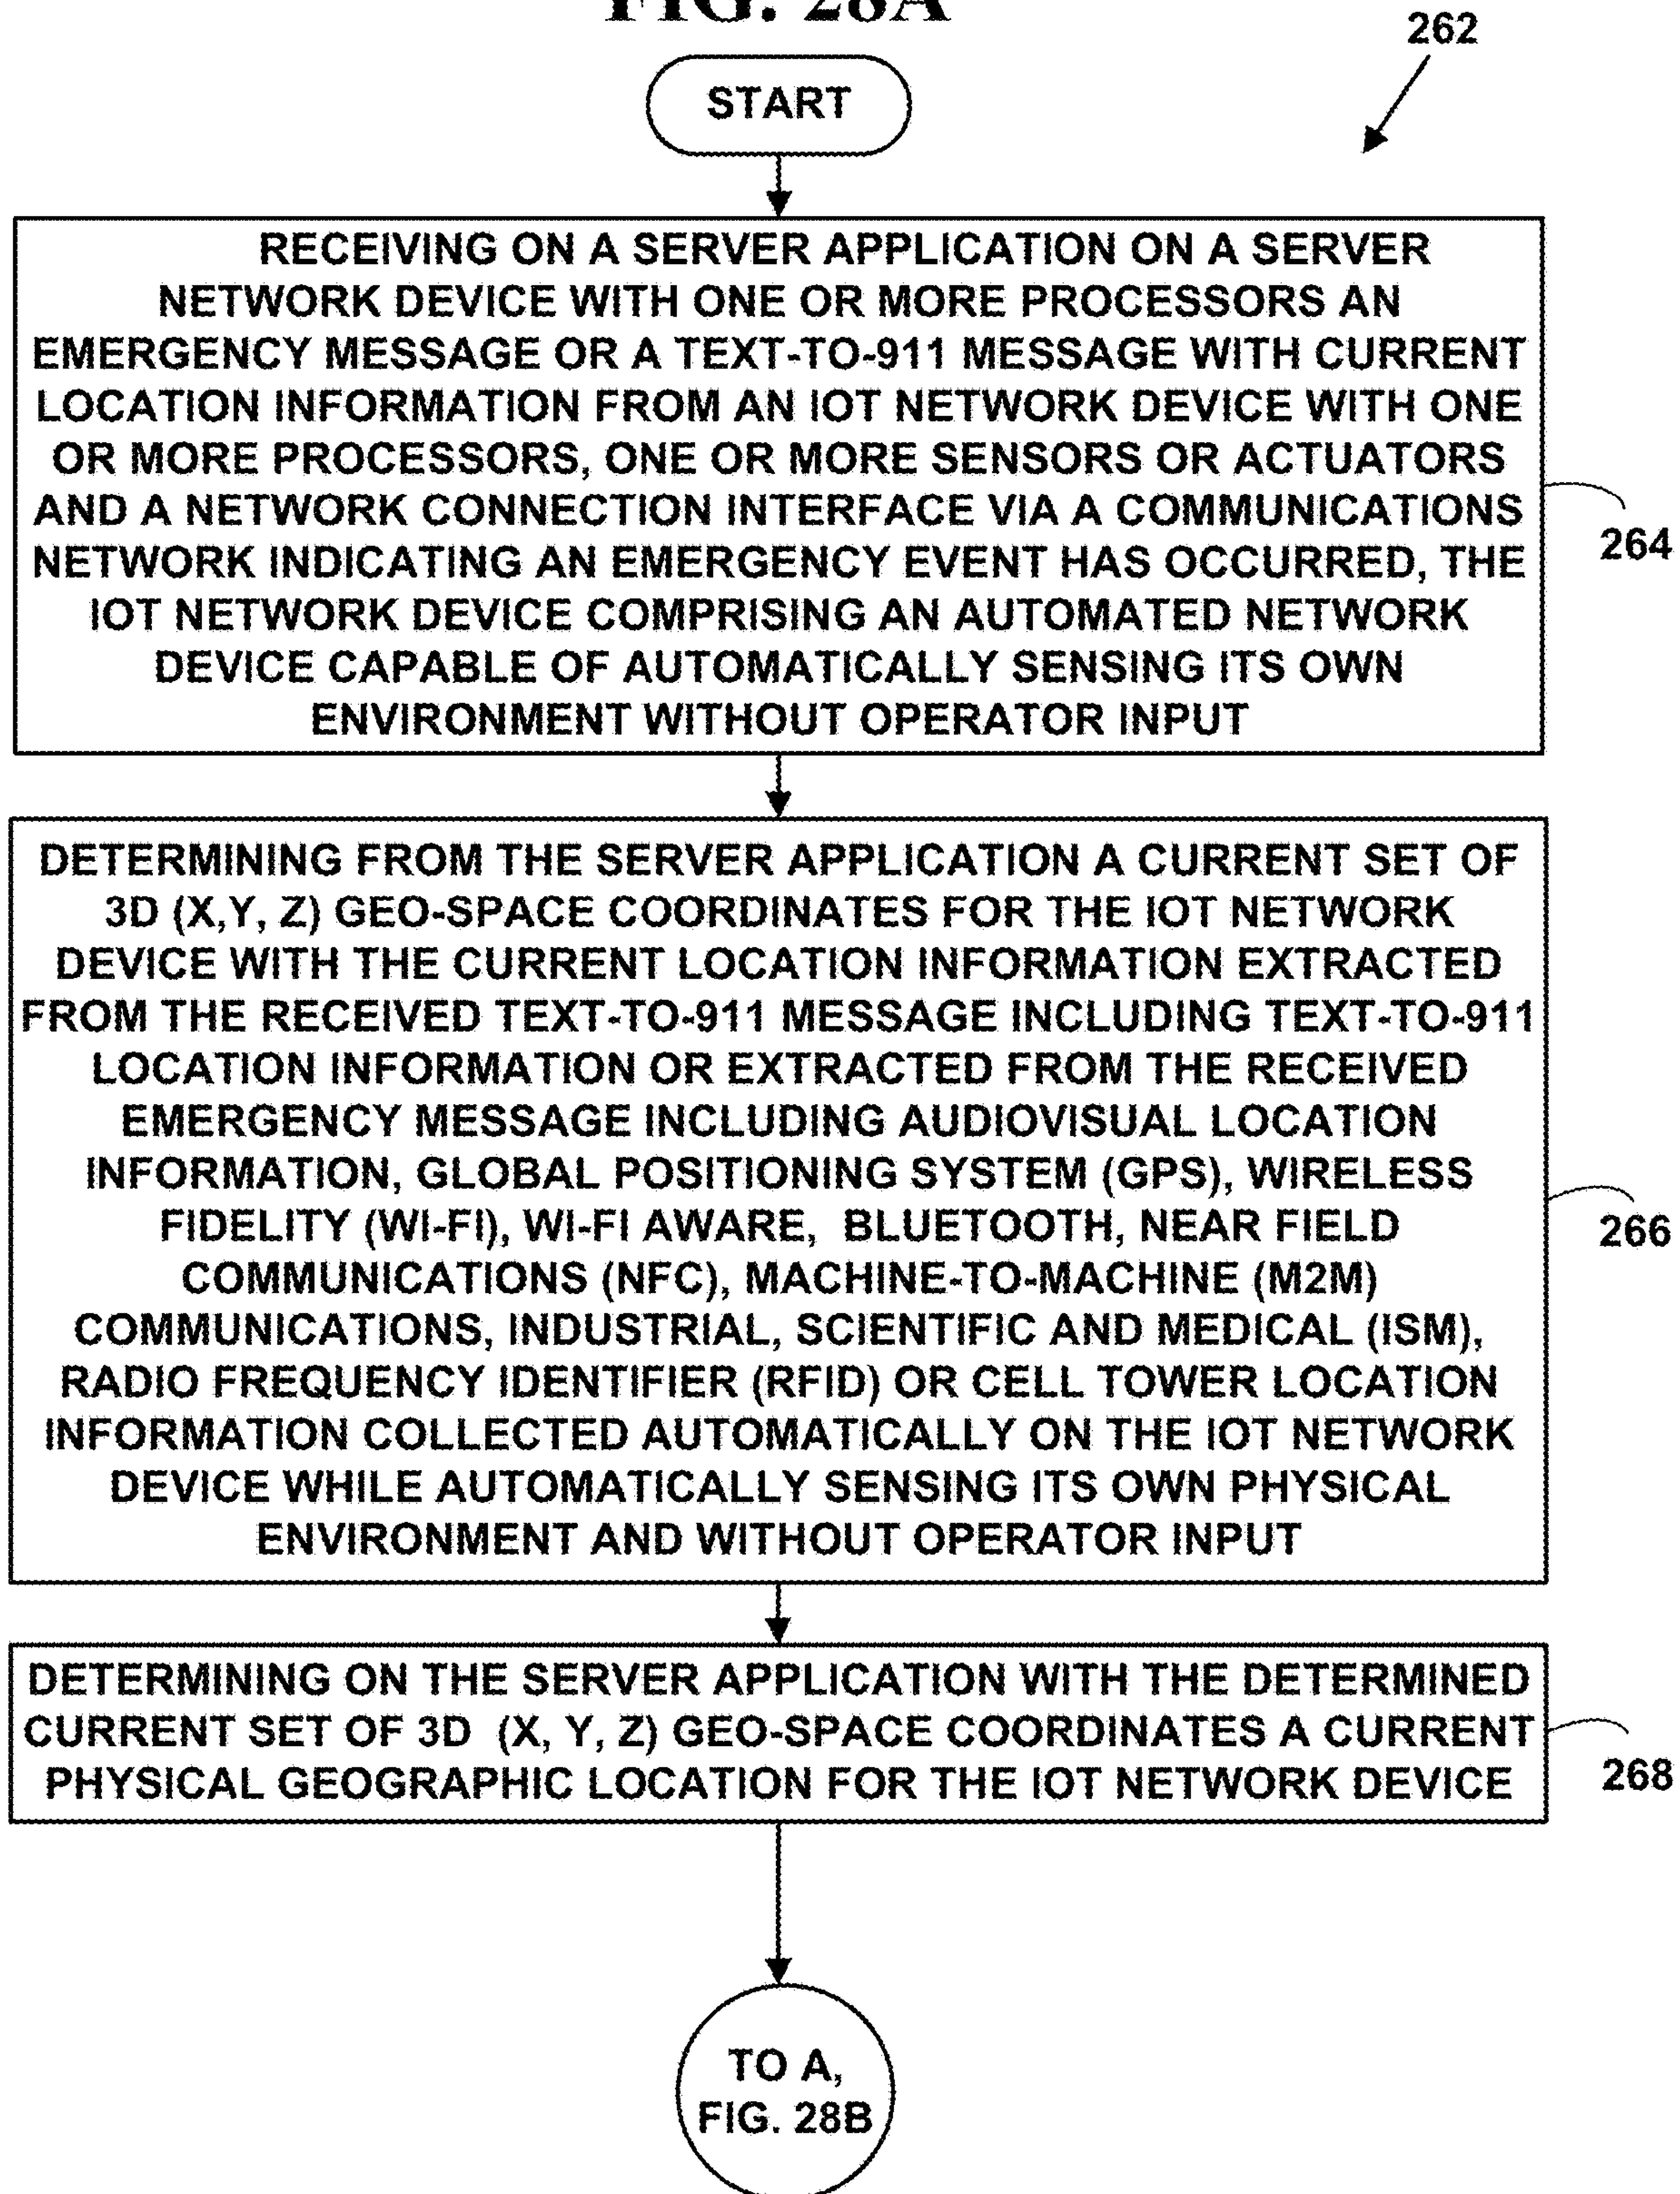 FIG. 28A
262
START
RECEIVING ON A SERVER APPLICATION ON A SERVER
NETWORK DEVICE WITH ONE OR MORE PROCESSORS AN
EMERGENCY MESSAGE OR A TEXT-TO-911 MESSAGE WITH CURRENT
LOCATION INFORMATION FROM AN IOT NETWORK DEVICE WITH ONE
OR MORE PROCESSORS, ONE OR MORE SENSORS OR ACTUATORS
AND A NETWORK CONNECTION INTERFACE VIA A COMMUNICATIONS
NETWORK INDICATING AN EMERGENCY EVENT HAS OCCURRED, THE
IOT NETWORK DEVICE COMPRISING AN AUTOMATED NETWORK
DEVICE CAPABLE OF AUTOMATICALLY SENSING ITS OWN
ENVIRONMENT WITHOUT OPERATOR INPUT
264
DETERMINING FROM THE SERVER APPLICATION A CURRENT SET OF
3D (X,Y, Z) GEO-SPACE COORDINATES FOR THE IOT NETWORK
DEVICE WITH THE CURRENT LOCATION INFORMATION EXTRACTED
FROM THE RECEIVED TEXT-TO-911 MESSAGE INCLUDING TEXT-TO-911
LOCATION INFORMATION OR EXTRACTED FROM THE RECEIVED
EMERGENCY MESSAGE INCLUDING AUDIOVISUAL LOCATION
INFORMATION, GLOBAL POSITIONING SYSTEM (GPS), WIRELESS
FIDELITY (WI-FI), WI-FI AWARE, BLUETOOTH, NEAR FIELD
COMMUNICATIONS (NFC), MACHINE-TO-MACHINE (M2M)
COMMUNICATIONS, INDUSTRIAL, SCIENTIFIC AND MEDICAL (ISM),
RADIO FREQUENCY IDENTIFIER (RFID) OR CELL TOWER LOCATION
INFORMATION COLLECTED AUTOMATICALLY ON THE IOT NETWORK
DEVICE WHILE AUTOMATICALLY SENSING ITS OWN PHYSICAL
ENVIRONMENT AND WITHOUT OPERATOR INPUT
266
DETERMINING ON THE SERVER APPLICATION WITH THE DETERMINED
CURRENT SET OF 3D (X, Y, Z) GEO-SPACE COORDINATES A CURRENT
PHYSICAL GEOGRAPHIC LOCATION FOR THE IOT NETWORK DEVICE
268
TO A,
FIG. 28B